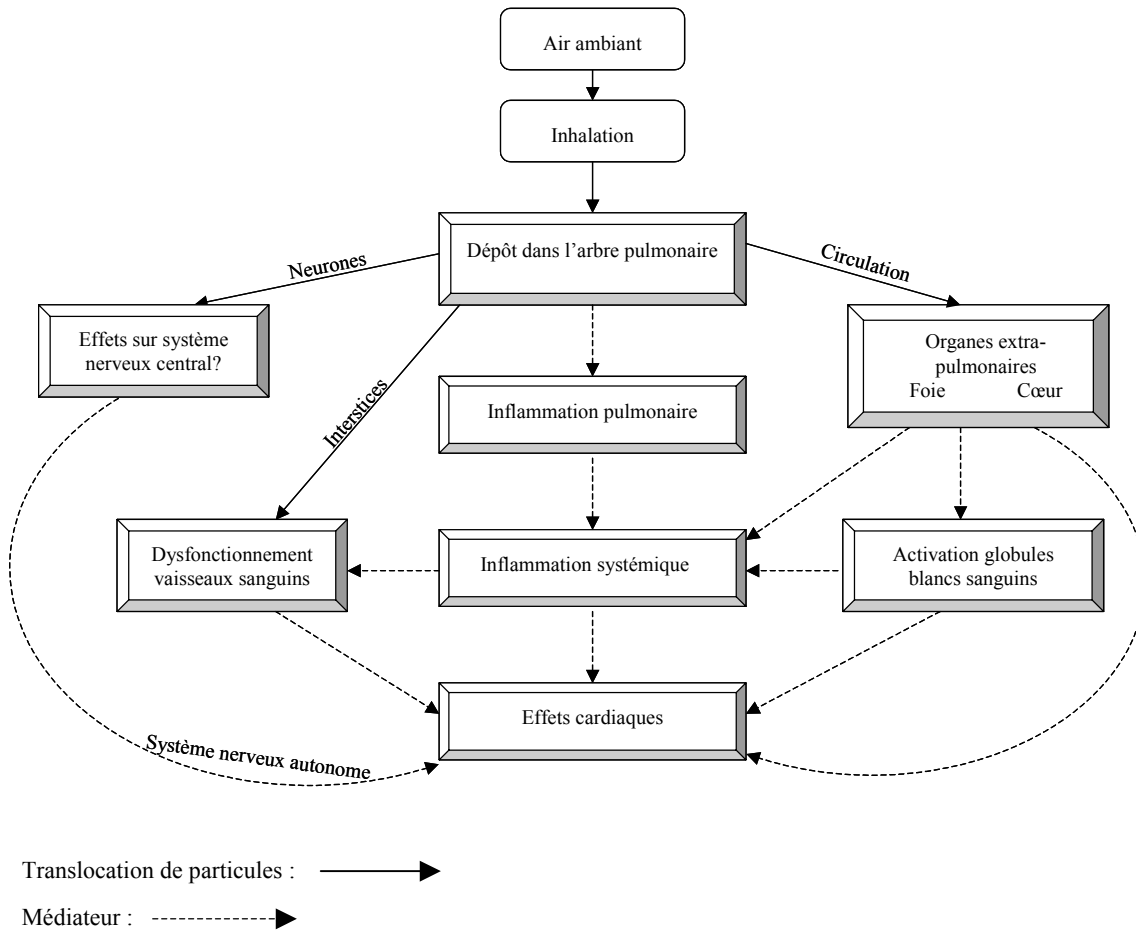 Air ambiant
Inhalation
Dépôt dans l’arbre pulmonaire
Neurones
Circulation
Interstices
Effets sur système
nerveux central?
Organes extra-
pulmonaires
Foie Cœur
Inflammation pulmonaire
Dysfonctionnement
vaisseaux sanguins
Inflammation systémique
Activation globules
blancs sanguins
Effets cardiaques
Système nerveux autonome
Translocation de particules :
Médiateur :